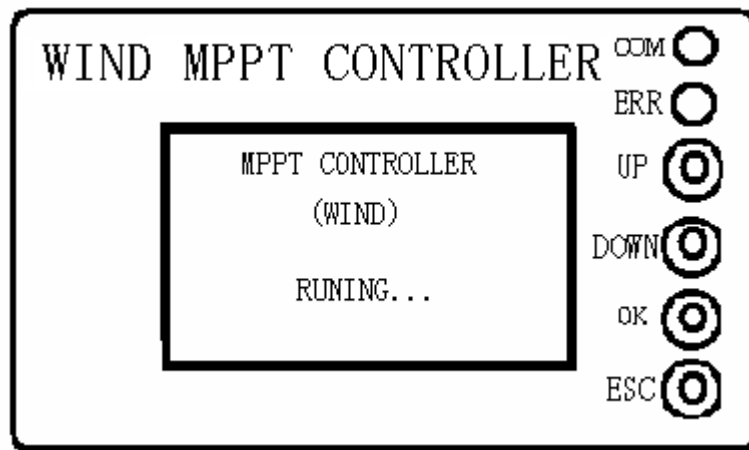 WIND MPPT CONTROLLER
COM
ERR
MPPT CONTROLLER
UP
(WIND)
DOWN
RUNING...
OK
ESC